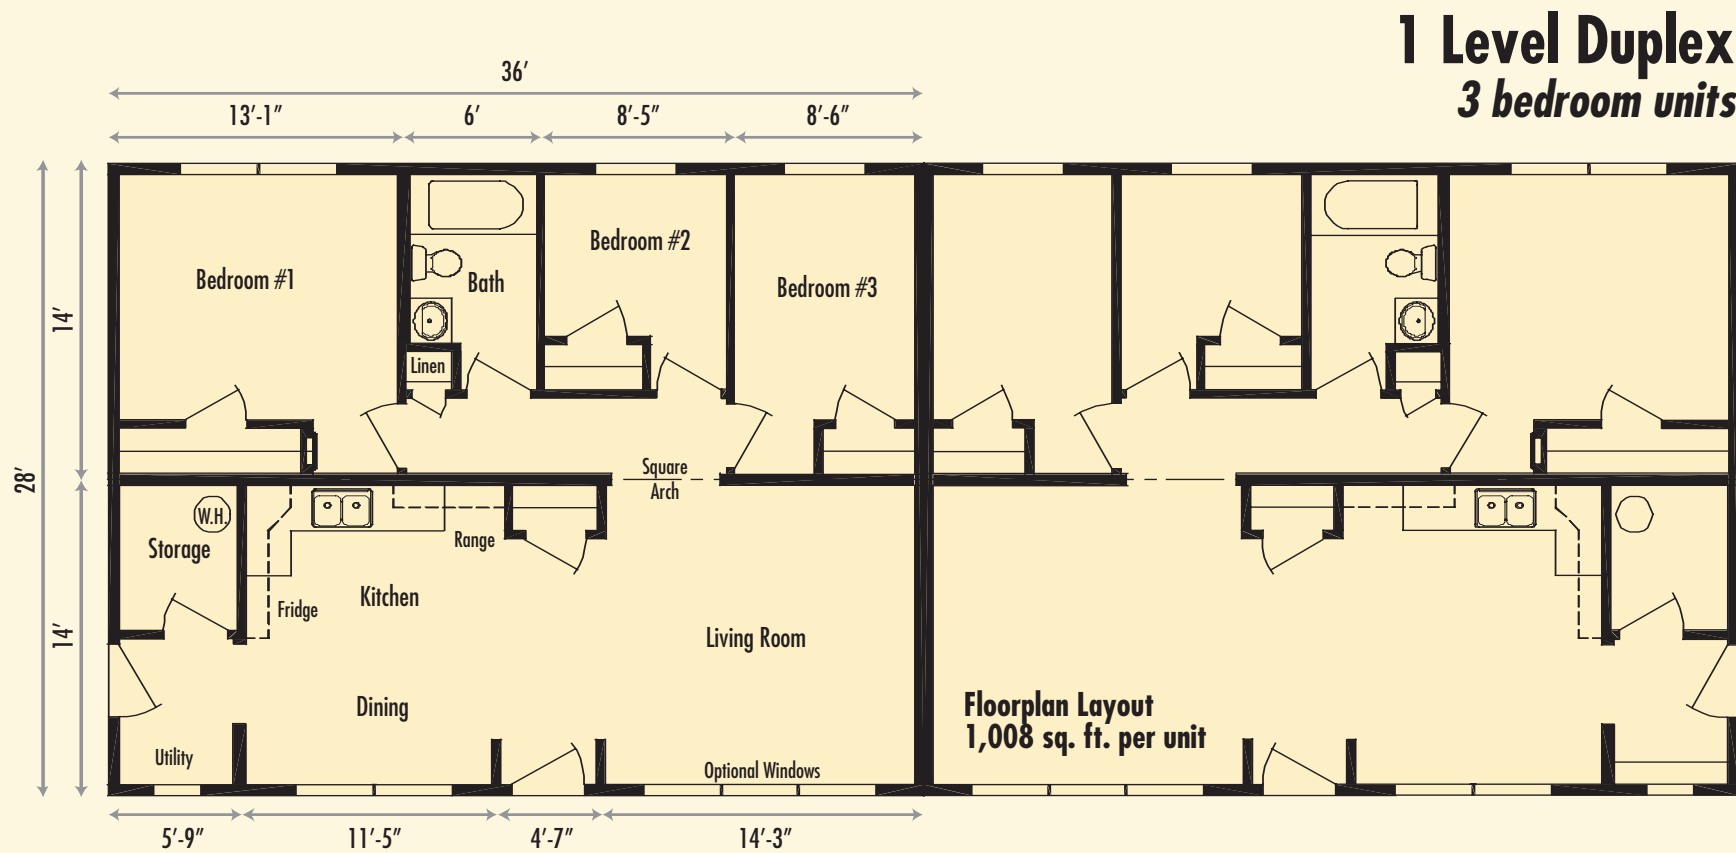 1 Level Duplex
3 bedroom units
36′
13′-1″
6′
8′-5″
8′-6″
14′
28′
14′
Bedroom #1
Bath
Linen
Bedroom #2
Bedroom #3
Square
Arch
W.H.
Storage
Range
Fridge
Kitchen
Living Room
Dining
Utility
Optional Windows
Floorplan Layout
1,008 sq. ft. per unit
5′-9″
11′-5″
4′-7″
14′-3″